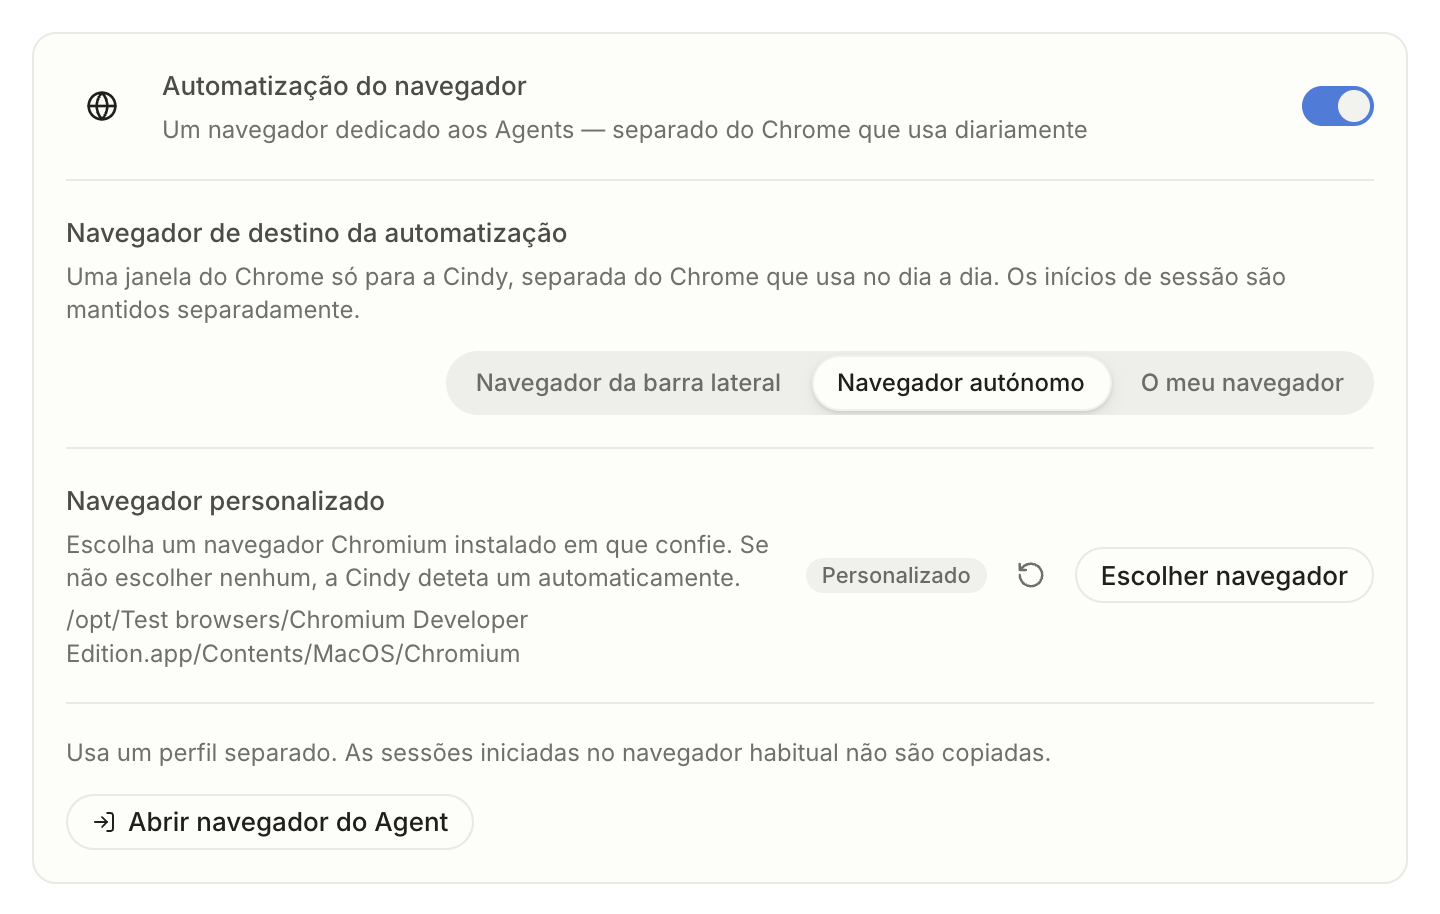 Automatização do navegador
Um navegador dedicado aos Agents — separado do Chrome que usa diariamente
Navegador de destino da automatização
Uma janela do Chrome só para a Cindy, separada do Chrome que usa no dia a dia. Os inícios de sessão são
mantidos separadamente.
Navegador da barra lateral
Navegador autónomo
O meu navegador
Navegador personalizado
Escolha um navegador Chromium instalado em que confie. Se
não escolher nenhum, a Cindy deteta um automaticamente.
/opt/Test browsers/Chromium Developer
Edition.app/Contents/MacOS/Chromium
Personalizado
Escolher navegador
Usa um perfil separado. As sessões iniciadas no navegador habitual não são copiadas.
Abrir navegador do Agent